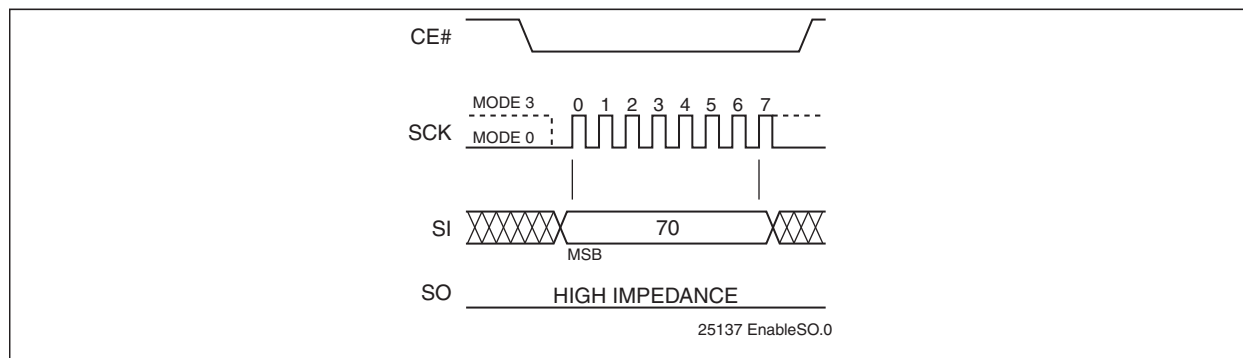 CE#
MODE 3
0 1 2 3 4 5 6 7
SCK
MODE 0
SI
70
MSB
SO
HIGH IMPEDANCE
25137 EnableSO.0